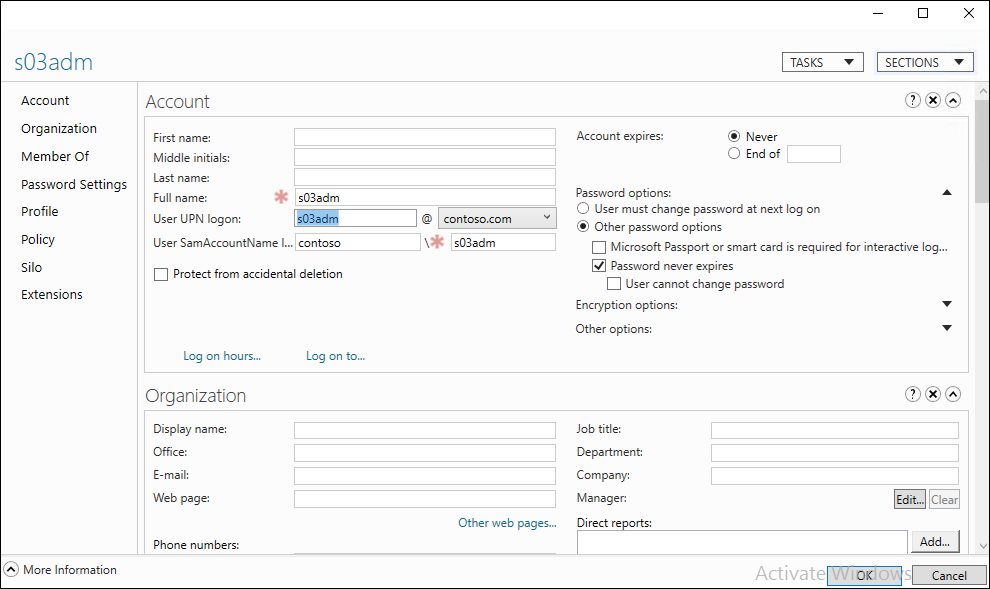 s03adm
TASKS
SECTIONS
Account
Organization
Member Of
Password Settings
Profile
Policy
Silo
Extensions
Account
First name:
Middle initials:
Last name:
Full name: * s03adm
User UPN logon: s03adm @ contoso.com
User SamAccountName l... contoso \* s03adm
Protect from accidental deletion
Log on hours... Log on to...
Account expires: Never
End of
Password options:
User must change password at next log on
Other password options
Microsoft Passport or smart card is required for interactive log...
Password never expires
User cannot change password
Encryption options:
Other options:
Organization
Display name:
Office:
E-mail:
Web page:
Other web pages...
Phone numbers:
Job title:
Department:
Company:
Manager:
Edit... Clear
Direct reports:
Add...
More Information
Activate Windows
OK
Cancel